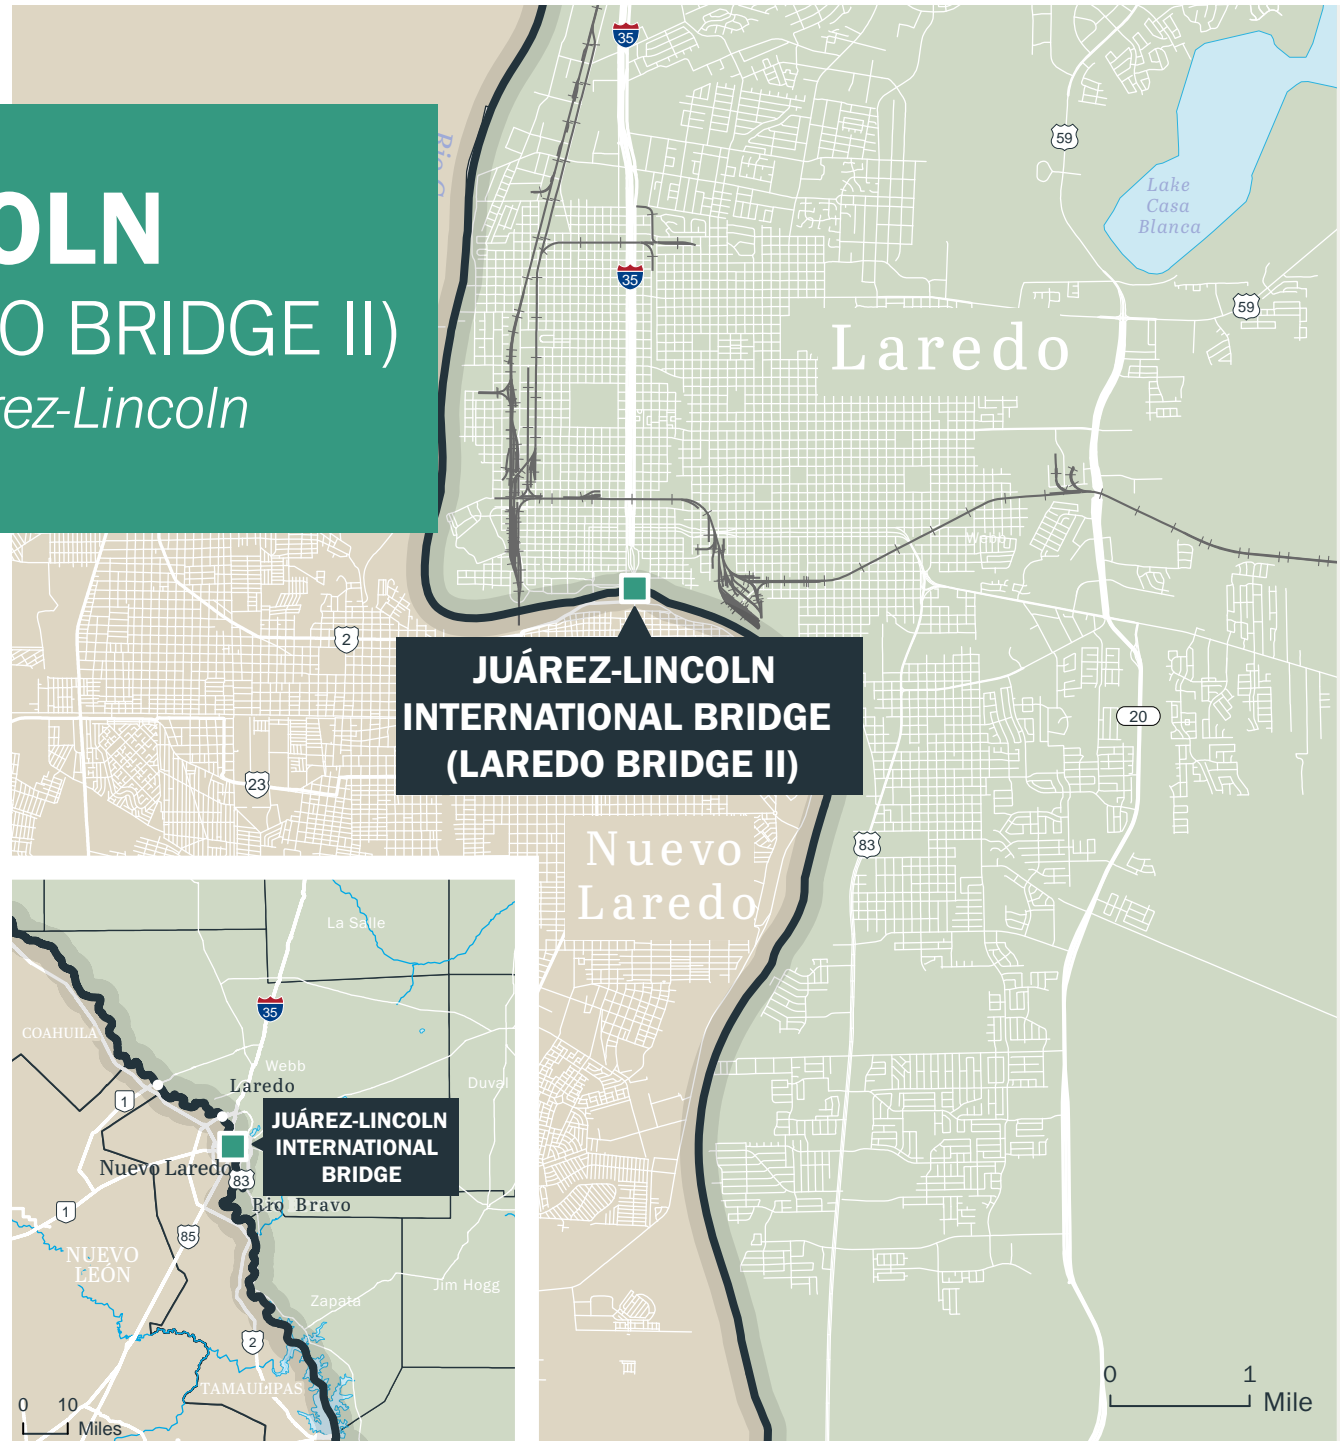 35
59
Rio G
Lake
Casa
Blanca
OLN
O BRIDGE II)
rez-Lincoln
35
59
Laredo
Webb
2
JUÁREZ-LINCOLN
INTERNATIONAL BRIDGE
(LAREDO BRIDGE II)
20
23
83
Nuevo
Laredo
La Salle
35
COAHUILA
Webb
Laredo
Duval
1
JUÁREZ-LINCOLN
INTERNATIONAL
BRIDGE
Nuevo Laredo
83
Rio Bravo
1
85
NUEVO
LEÓN
Jim Hogg
Zapata
2
TAMAULIPAS
0 10
Miles
0 1
Mile